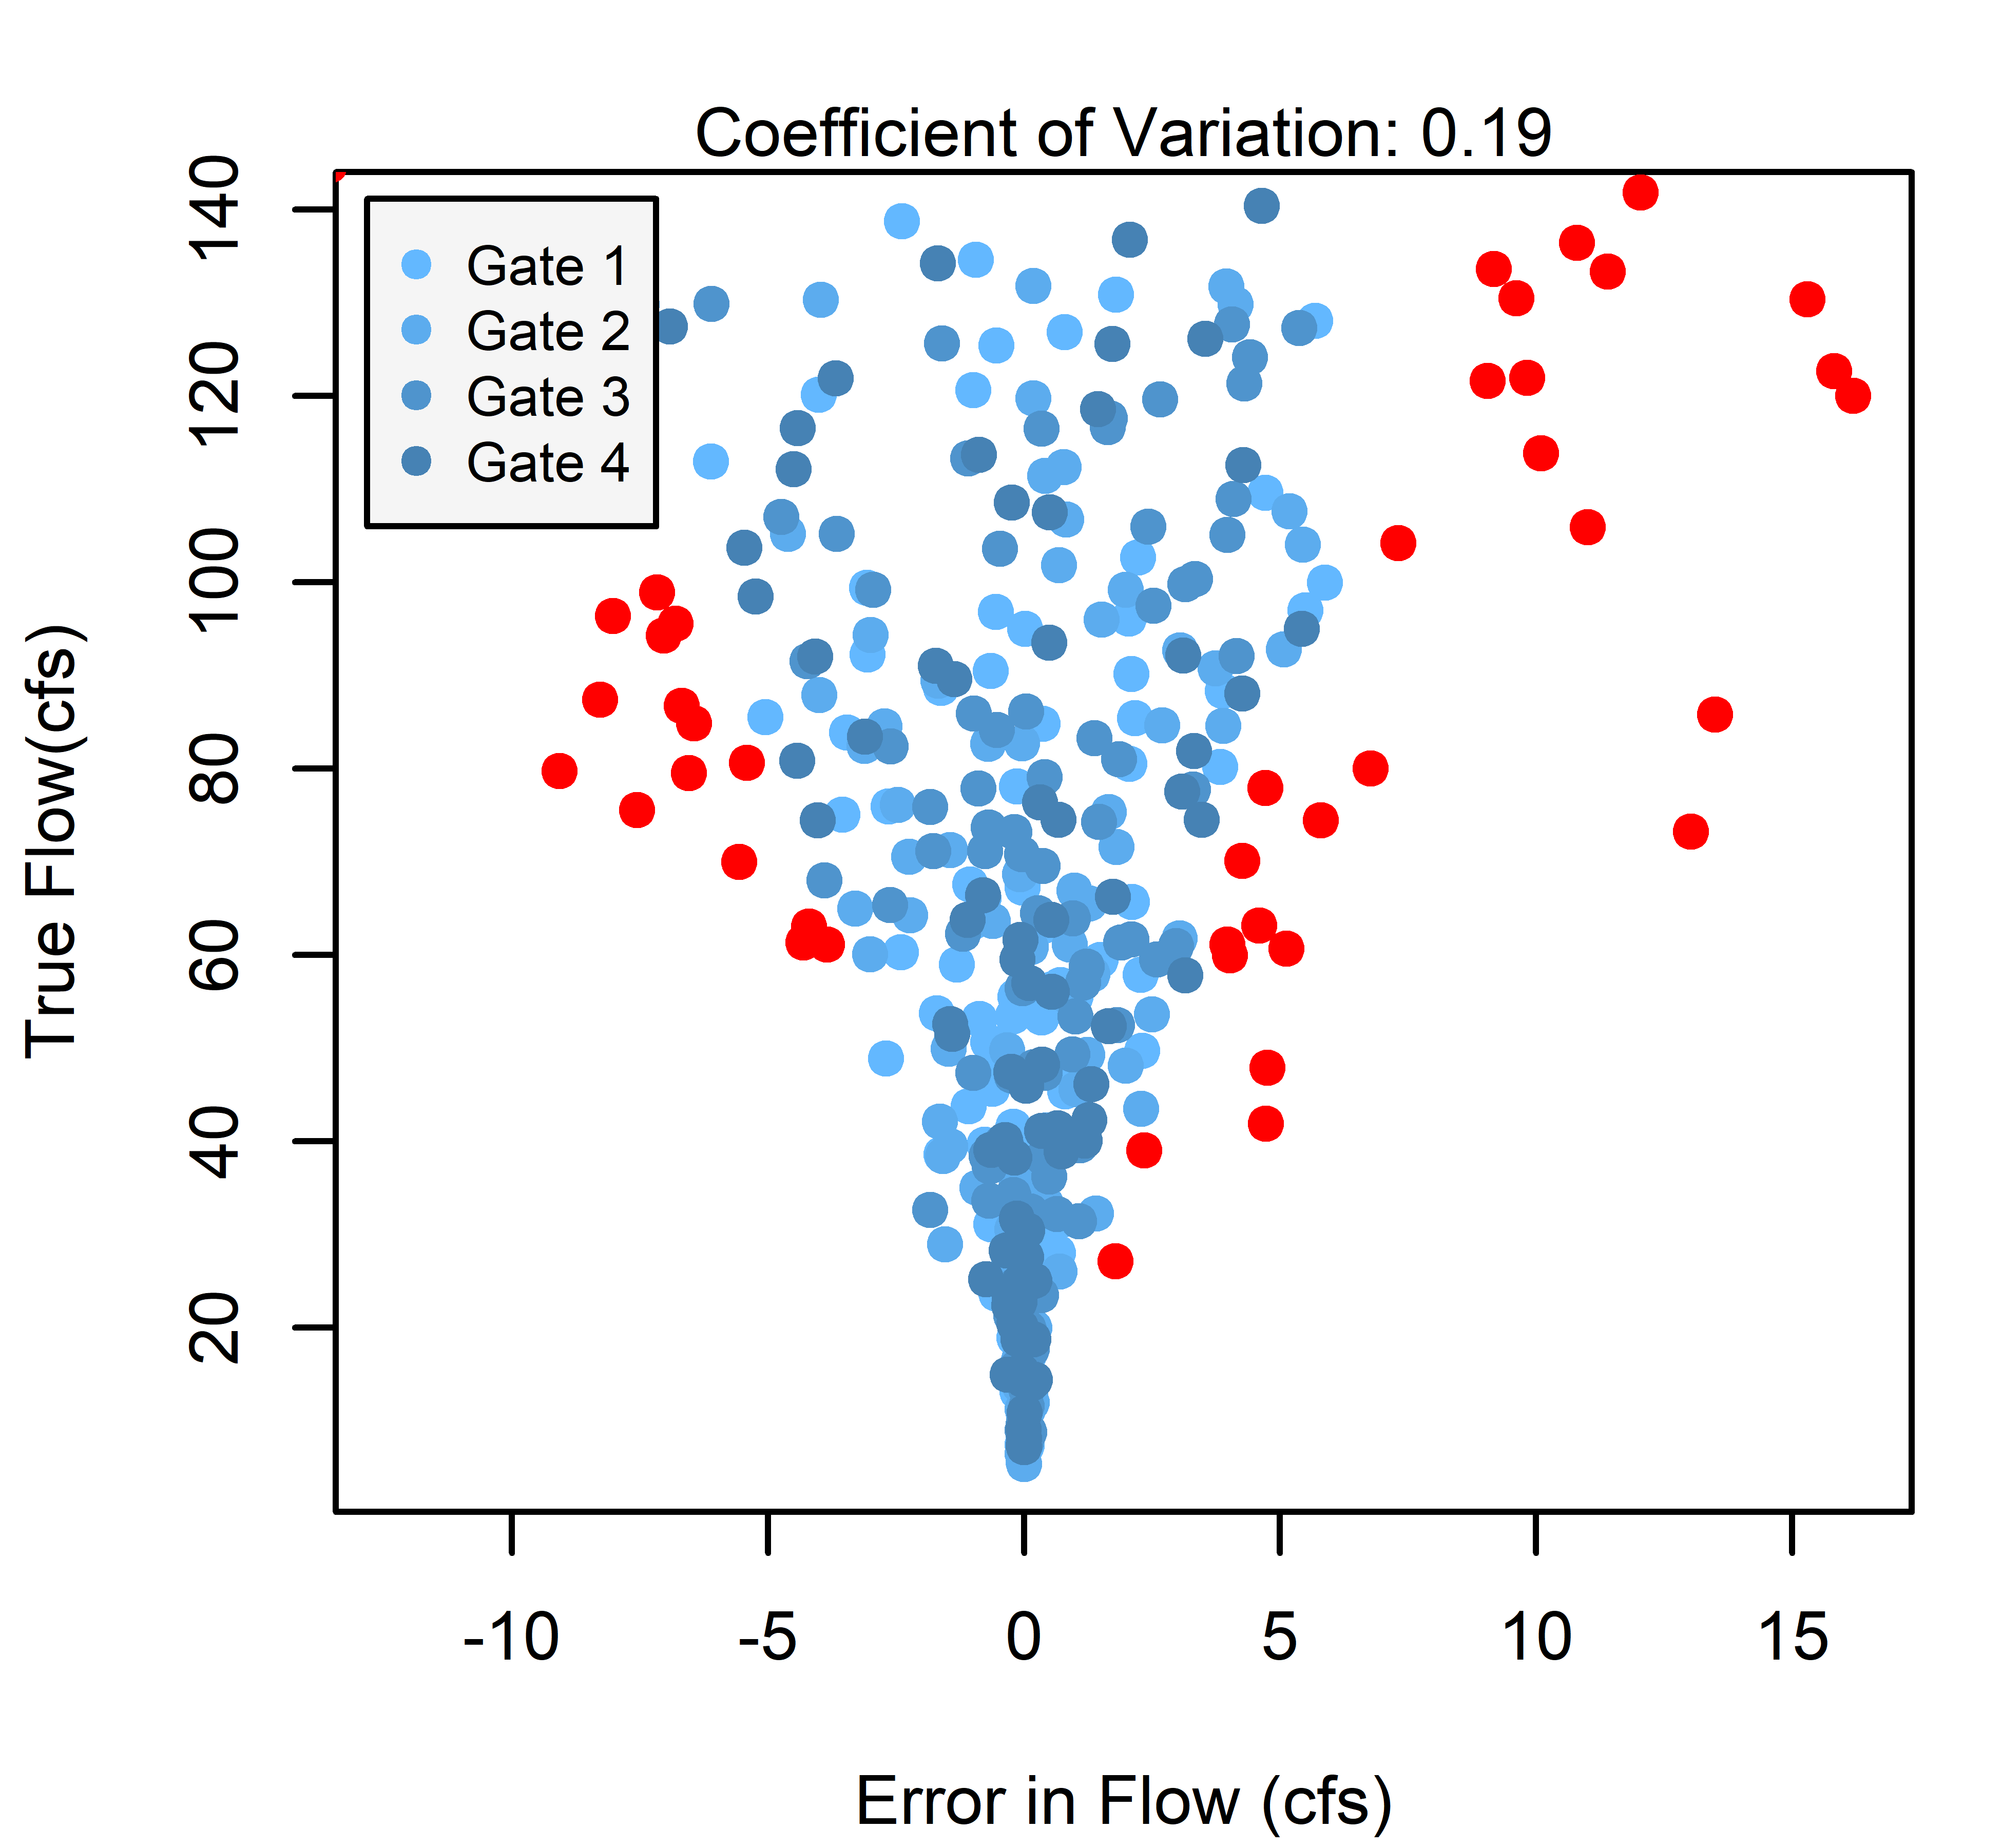 Coefficient of Variation: 0.19
140
120
100
80
60
40
20
True Flow(cfs)
Gate 1
Gate 2
Gate 3
Gate 4
-10
-5
0
5
10
15
Error in Flow (cfs)